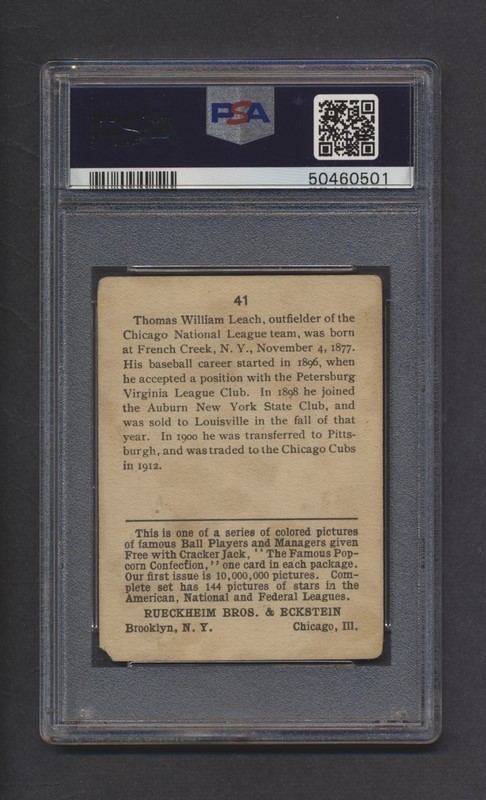 PSA
50460501
41
Thomas William Leach, outfielder of the
Chicago National League team, was born
at French Creek, N. Y., November 4, 1877.
His baseball career started in 1896, when
he accepted a position with the Petersburg
Virginia League Club. In 1898 he joined
the Auburn New York State Club, and
was sold to Louisville in the fall of that
year. In 1900 he was transferred to Pitts-
burgh, and was traded to the Chicago Cubs
in 1912.
This is one of a series of colored pictures
of famous Ball Players and Managers given
Free with Cracker Jack, "The Famous Pop-
corn Confection," one card in each package.
Our first issue is 10,000,000 pictures. Com-
plete set has 144 pictures of stars in the
American, National and Federal Leagues.
RUECKHEIM BROS. & ECKSTEIN
Brooklyn, N. Y. Chicago, Ill.